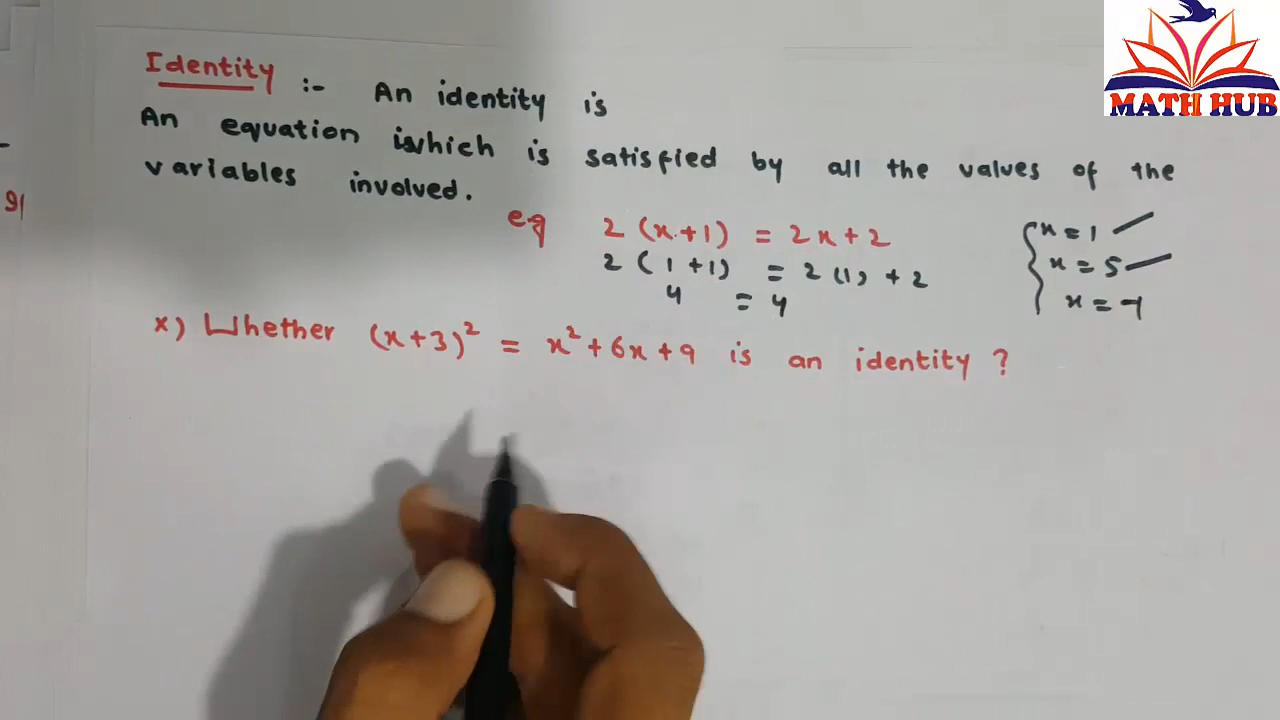 Identity :- An identity is
An equation which is satisfied by all the values of the
variables involved.
eg 2 (x+1) = 2x+2
2 (1+1) = 2(1) + 2
4 = 4
x=1
x=5
x=-7
x) Whether (x+3)² = x²+6x+9 is an identity ?
91
MATH HUB